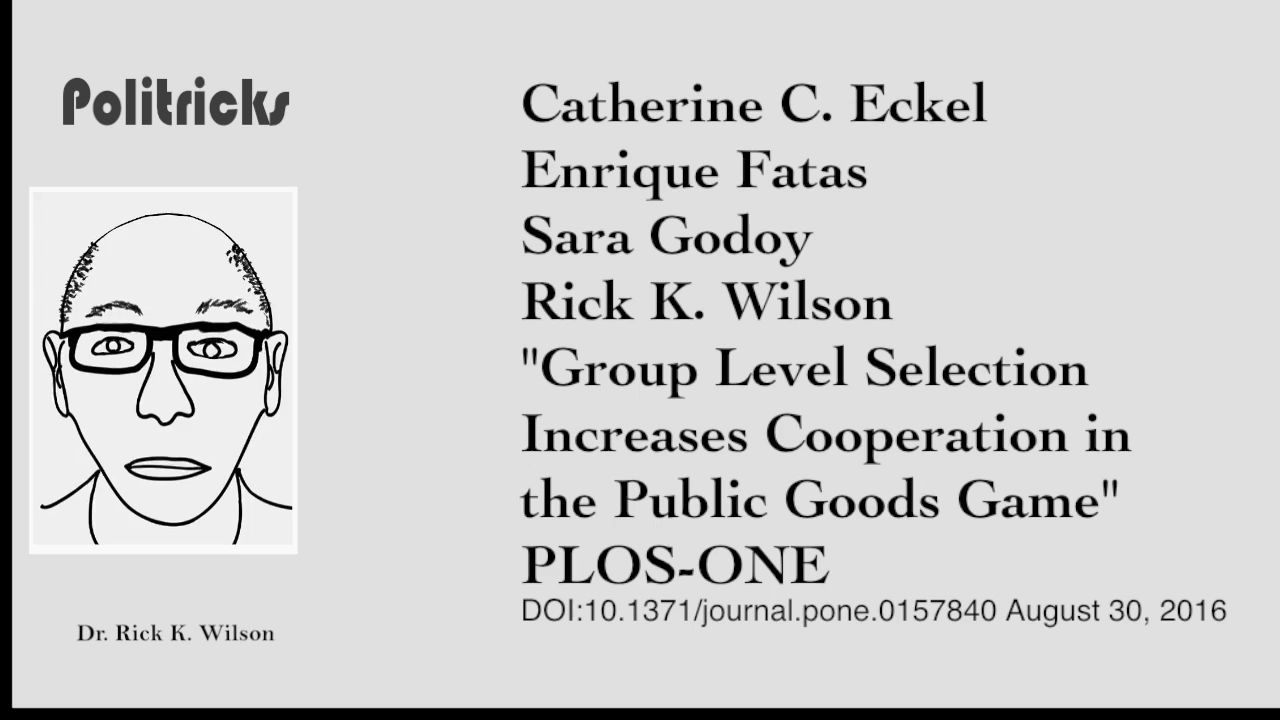 Politricks
Dr. Rick K. Wilson
Catherine C. Eckel
Enrique Fatas
Sara Godoy
Rick K. Wilson
"Group Level Selection
Increases Cooperation in
the Public Goods Game"
PLOS-ONE
DOI:10.1371/journal.pone.0157840 August 30, 2016